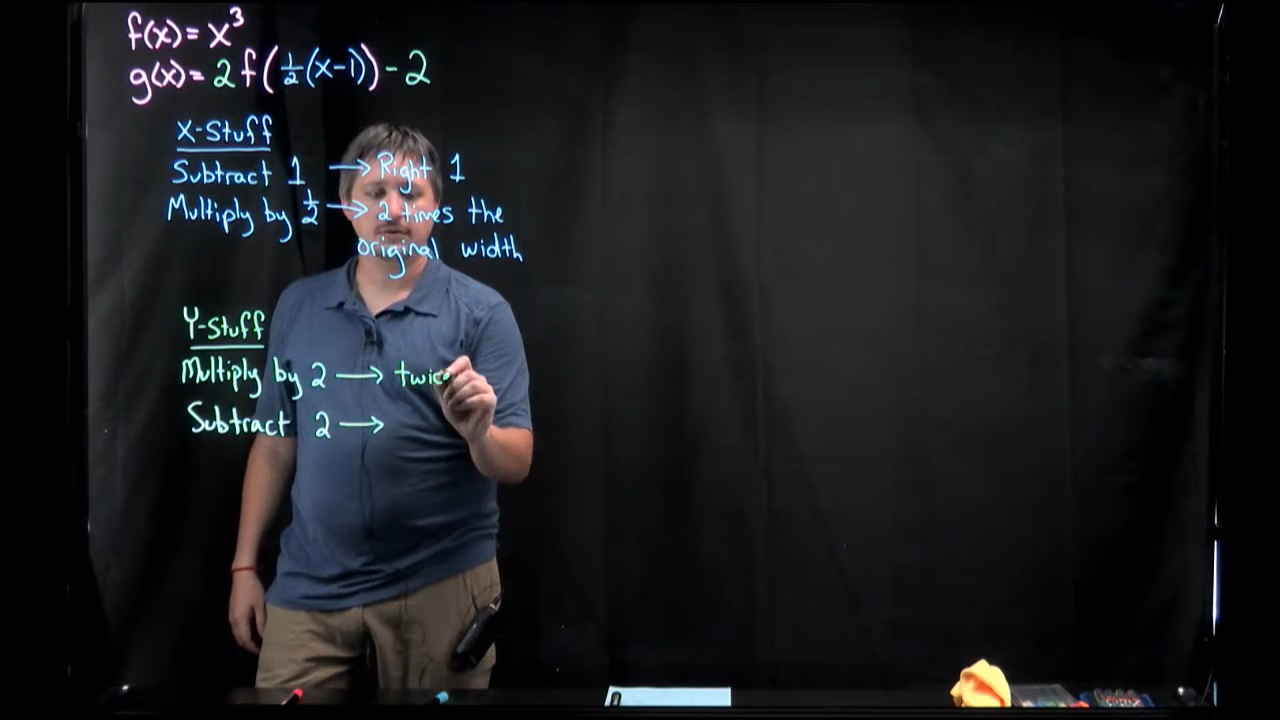 f(x) = x³
g(x) = 2 f(½(x-1)) - 2
X-Stuff
Subtract 1 → Right 1
Multiply by ½ → 2 times the
original width
Y-Stuff
Multiply by 2 → twic
Subtract 2 →